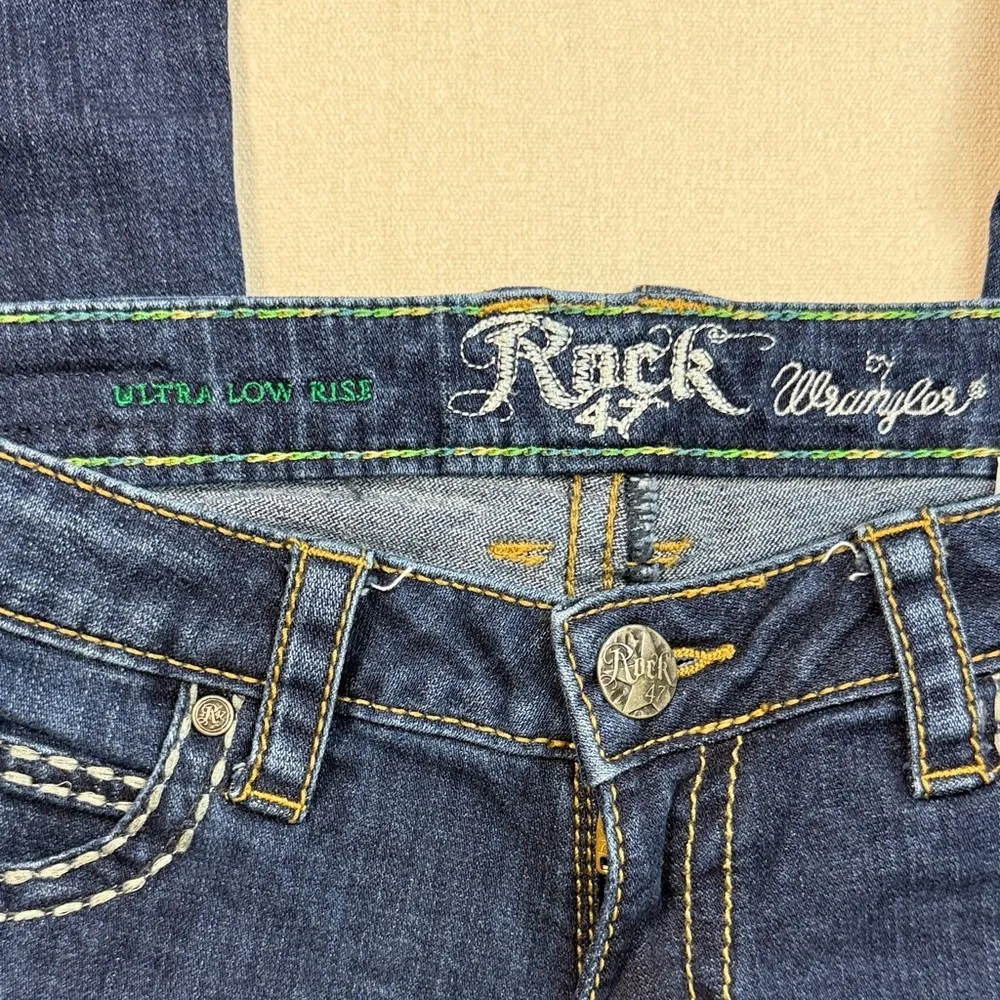 ULTRA LOW RISE
Rock
47
by
Wrangler
Rock
47